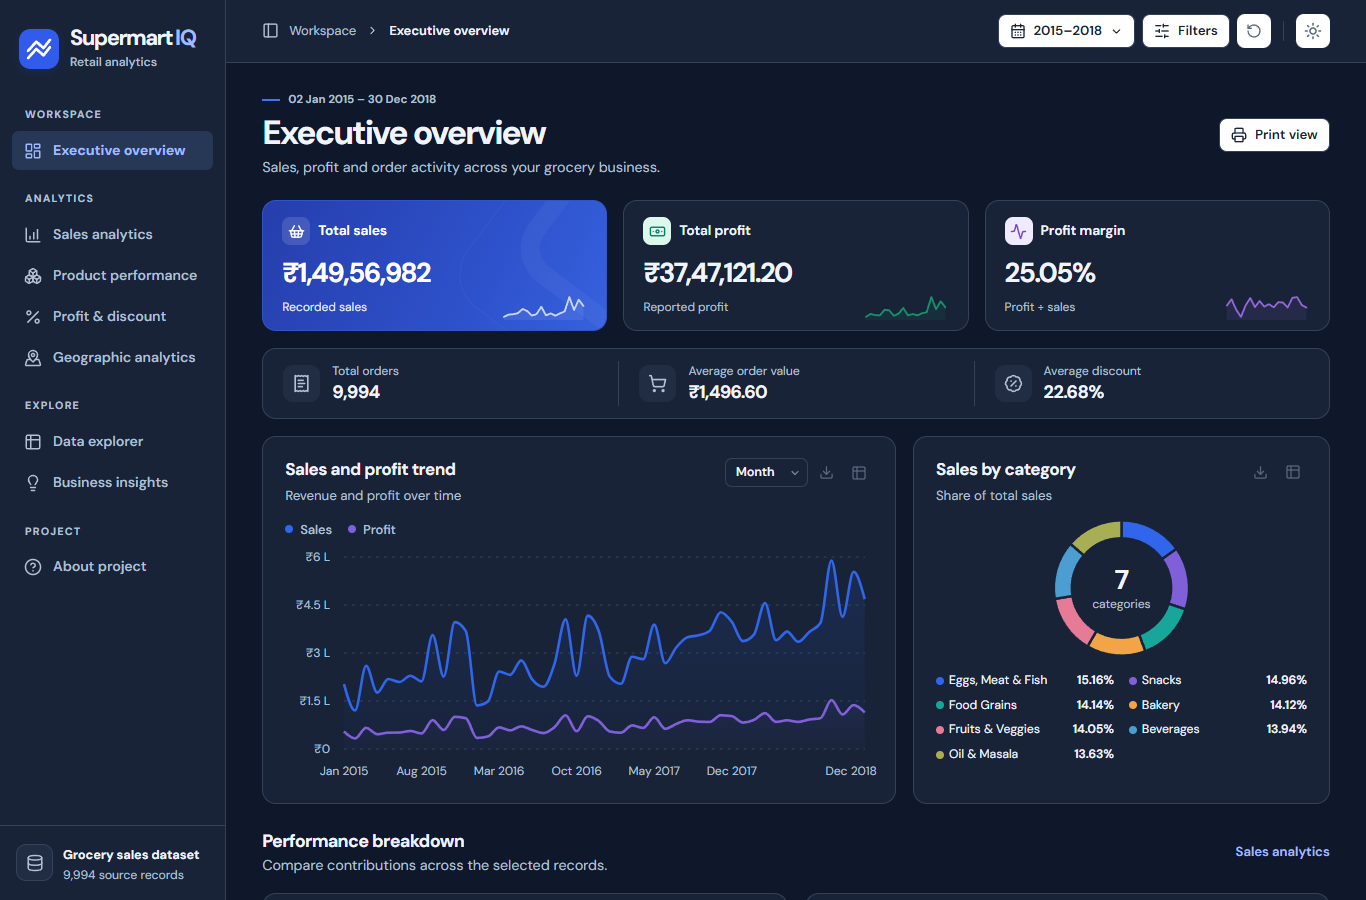 Supermart IQ
Retail analytics
WORKSPACE
Executive overview
ANALYTICS
Sales analytics
Product performance
Profit & discount
Geographic analytics
EXPLORE
Data explorer
Business insights
PROJECT
About project
Grocery sales dataset
9,994 source records
Workspace > Executive overview
2015–2018
Filters
02 Jan 2015 – 30 Dec 2018
Executive overview
Sales, profit and order activity across your grocery business.
Print view
Total sales
₹1,49,56,982
Recorded sales
Total profit
₹37,47,121.20
Reported profit
Profit margin
25.05%
Profit ÷ sales
Total orders
9,994
Average order value
₹1,496.60
Average discount
22.68%
Sales and profit trend
Revenue and profit over time
Month
Sales Profit
₹6 L
₹4.5 L
₹3 L
₹1.5 L
₹0
Jan 2015 Aug 2015 Mar 2016 Oct 2016 May 2017 Dec 2017 Dec 2018
Sales by category
Share of total sales
7
categories
Eggs, Meat & Fish 15.16% Snacks 14.96%
Food Grains 14.14% Bakery 14.12%
Fruits & Veggies 14.05% Beverages 13.94%
Oil & Masala 13.63%
Performance breakdown
Compare contributions across the selected records.
Sales analytics